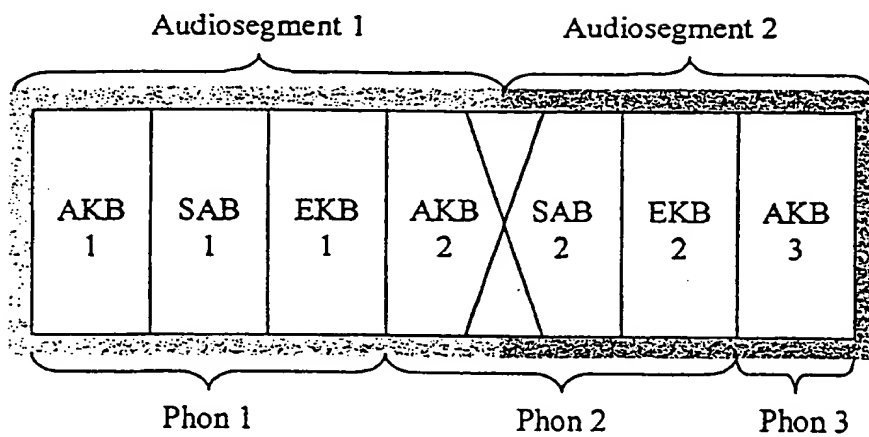 Audiosegment 1 Audiosegment 2
AKB SAB EKB AKB SAB EKB AKB
1 1 1 2 2 2 3
Phon 1 Phon 2 Phon 3